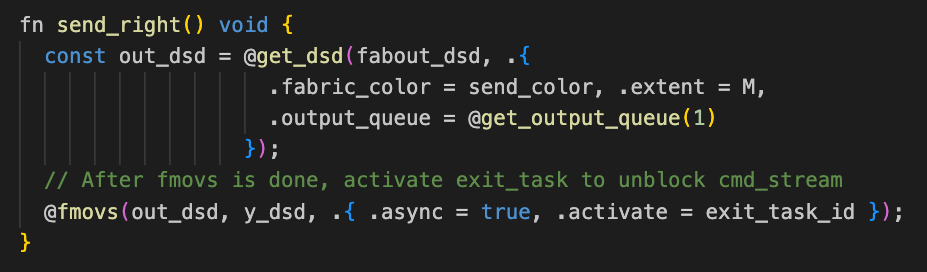 fn send_right() void {
  const out_dsd = @get_dsd(fabout_dsd, .{
                    .fabric_color = send_color, .extent = M,
                    .output_queue = @get_output_queue(1)
                  });
  // After fmovs is done, activate exit_task to unblock cmd_stream
  @fmovs(out_dsd, y_dsd, .{ .async = true, .activate = exit_task_id });
}